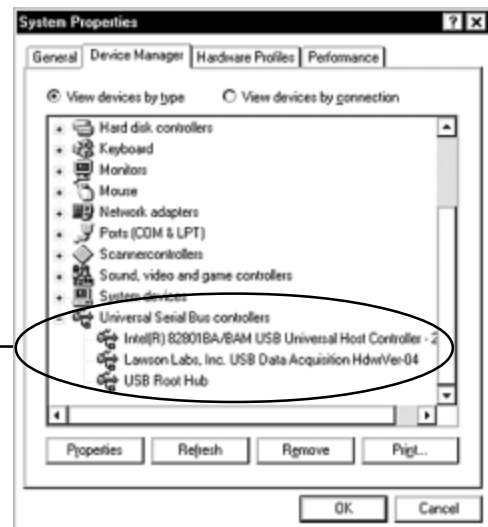 System Properties
? X
General Device Manager Hardware Profiles Performance
View devices by type View devices by connection
Hard disk controllers
Keyboard
Monitors
Mouse
Network adapters
Ports (COM & LPT)
Scannercontrollers
Sound, video and game controllers
System devices
Universal Serial Bus controllers
Intel(R) 82801BA/BAM USB Universal Host Controller - 2
Lawson Labs, Inc. USB Data Acquisition HdwrVer-04
USB Root Hub
Properties Refresh Remove Print...
OK Cancel